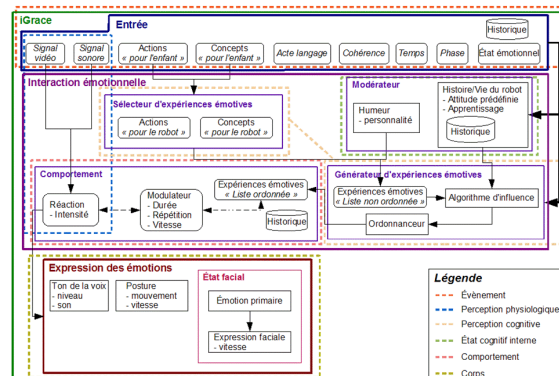 iGrace
Entrée
Historique
Signal
vidéo
Signal
sonore
Actions
« pour l'enfant »
Concepts
« pour l'enfant »
Acte langage
Cohérence
Temps
Phase
État émotionnel
Interaction émotionnelle
Sélecteur d'expériences émotives
Actions
« pour le robot »
Concepts
« pour le robot »
Modérateur
Humeur
- personnalité
Histoire/Vie du robot
- Attitude prédéfinie
- Apprentissage
Historique
Comportement
Réaction
- Intensité
Modulateur
- Durée
- Répétition
- Vitesse
Expériences émotives
« Liste ordonnée »
Historique
Générateur d'expériences émotives
Expériences émotives
« Liste non ordonnée »
Algorithme d'influence
Ordonnanceur
Expression des émotions
Ton de la voix
- niveau
- son
Posture
- mouvement
- vitesse
État facial
Émotion primaire
Expression faciale
- vitesse
Légende
Évènement
Perception physiologique
Perception cognitive
État cognitif interne
Comportement
Corps